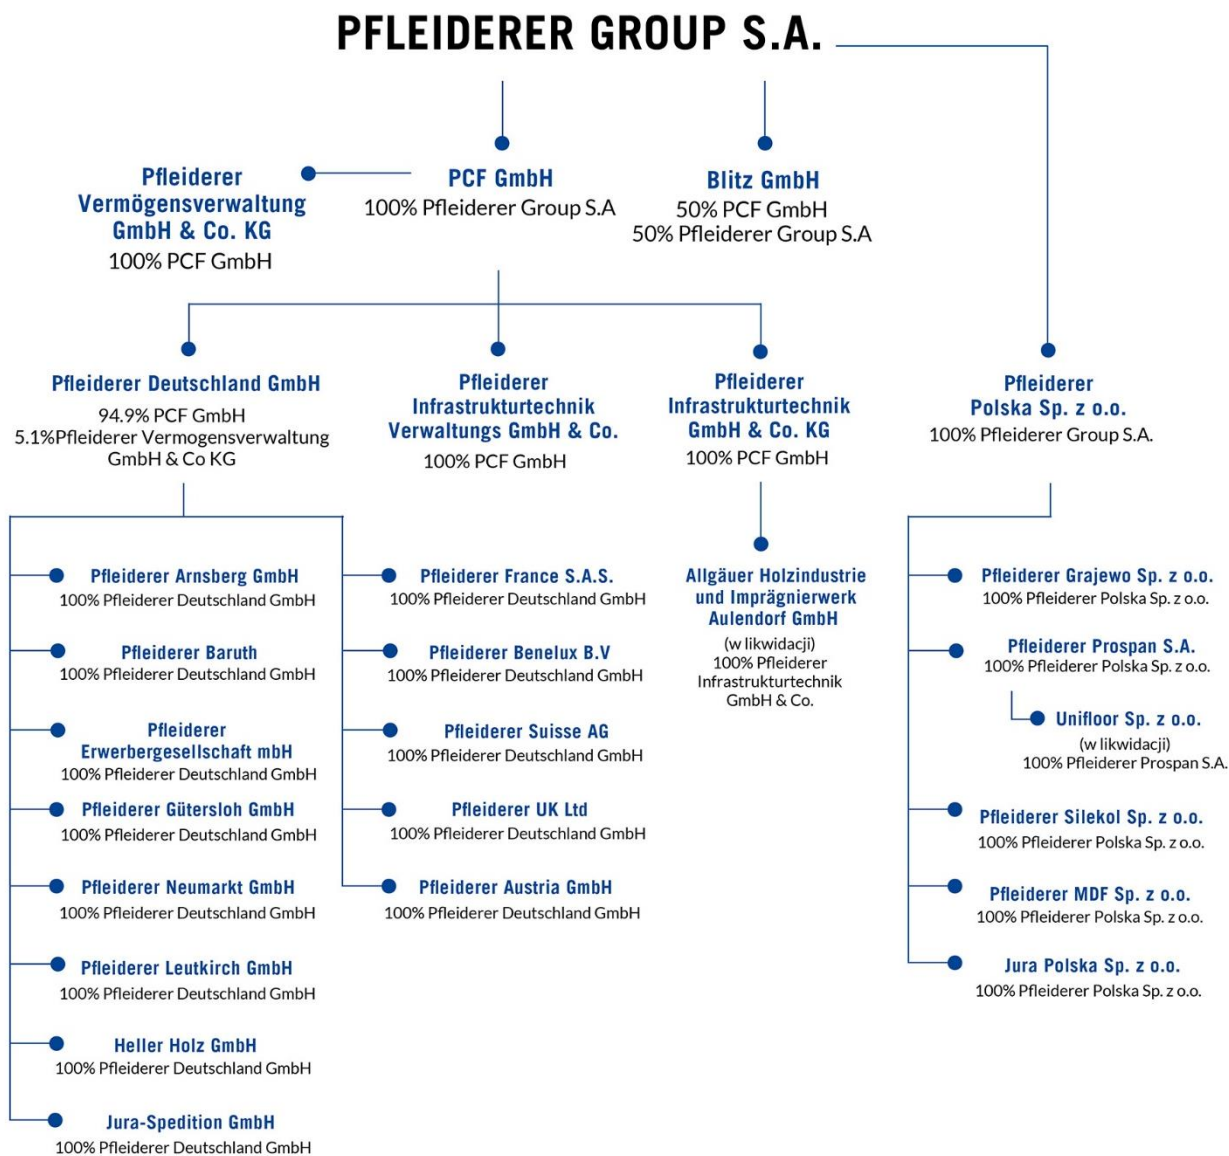 PFLEIDERER GROUP S.A.
Pfleiderer
Vermögensverwaltung
GmbH & Co. KG
100% PCF GmbH
PCF GmbH
100% Pfleiderer Group S.A
Blitz GmbH
50% PCF GmbH
50% Pfleiderer Group S.A
Pfleiderer Deutschland GmbH
94.9% PCF GmbH
5.1%Pfleiderer Vermogensverwaltung
GmbH & Co KG
Pfleiderer
Infrastrukturtechnik
Verwaltungs GmbH & Co.
100% PCF GmbH
Pfleiderer
Infrastrukturtechnik
GmbH & Co. KG
100% PCF GmbH
Pfleiderer
Polska Sp. z o.o.
100% Pfleiderer Group S.A.
Pfleiderer Arnsberg GmbH
100% Pfleiderer Deutschland GmbH
Pfleiderer Baruth
100% Pfleiderer Deutschland GmbH
Pfleiderer
Erwerbergesellschaft mbH
100% Pfleiderer Deutschland GmbH
Pfleiderer Gütersloh GmbH
100% Pfleiderer Deutschland GmbH
Pfleiderer Neumarkt GmbH
100% Pfleiderer Deutschland GmbH
Pfleiderer Leutkirch GmbH
100% Pfleiderer Deutschland GmbH
Heller Holz GmbH
100% Pfleiderer Deutschland GmbH
Jura-Spedition GmbH
100% Pfleiderer Deutschland GmbH
Pfleiderer France S.A.S.
100% Pfleiderer Deutschland GmbH
Pfleiderer Benelux B.V
100% Pfleiderer Deutschland GmbH
Pfleiderer Suisse AG
100% Pfleiderer Deutschland GmbH
Pfleiderer UK Ltd
100% Pfleiderer Deutschland GmbH
Pfleiderer Austria GmbH
100% Pfleiderer Deutschland GmbH
Allgäuer Holzindustrie
und Imprägnierwerk
Aulendorf GmbH
(w likwidacji)
100% Pfleiderer
Infrastrukturtechnik
GmbH & Co.
Pfleiderer Grajewo Sp. z o.o.
100% Pfleiderer Polska Sp. z o.o.
Pfleiderer Prospan S.A.
100% Pfleiderer Polska Sp. z o.o.
Unifloor Sp. z o.o.
(w likwidacji)
100% Pfleiderer Prospan S.A.
Pfleiderer Silekol Sp. z o.o.
100% Pfleiderer Polska Sp. z o.o.
Pfleiderer MDF Sp. z o.o.
100% Pfleiderer Polska Sp. z o.o.
Jura Polska Sp. z o.o.
100% Pfleiderer Polska Sp. z o.o.